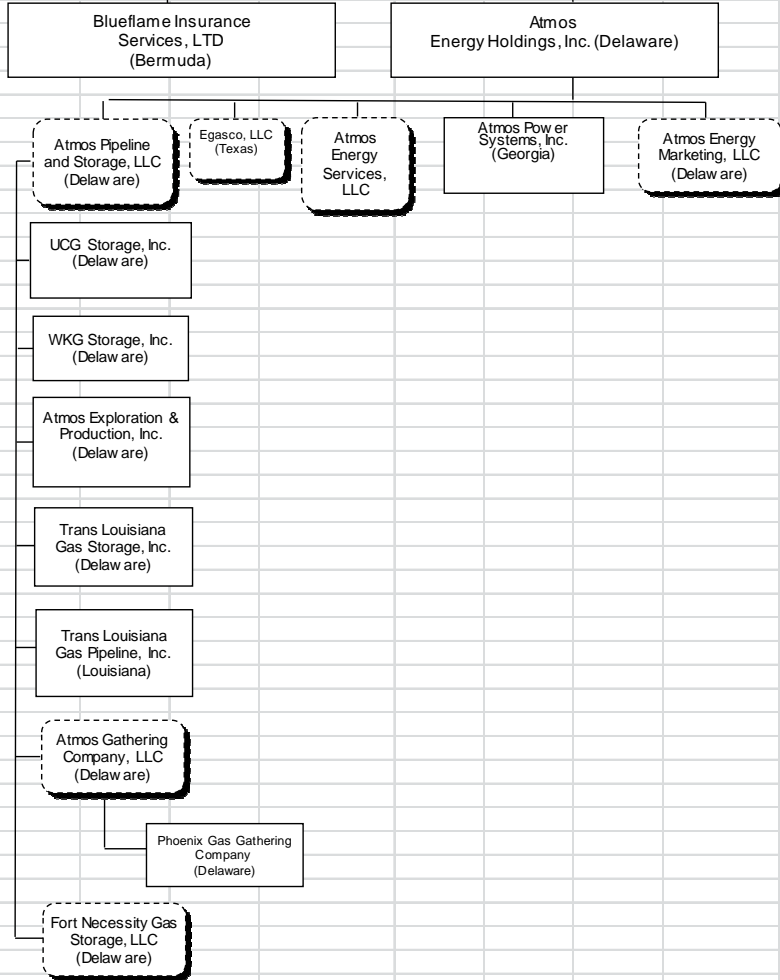 Blueflame Insurance
Services, LTD
(Bermuda)
Atmos
Energy Holdings, Inc. (Delaware)
Atmos Pipeline
and Storage, LLC
(Delaware)
Egasco, LLC
(Texas)
Atmos
Energy
Services,
LLC
Atmos Power
Systems, Inc.
(Georgia)
Atmos Energy
Marketing, LLC
(Delaware)
UCG Storage, Inc.
(Delaware)
WKG Storage, Inc.
(Delaware)
Atmos Exploration &
Production, Inc.
(Delaware)
Trans Louisiana
Gas Storage, Inc.
(Delaware)
Trans Louisiana
Gas Pipeline, Inc.
(Louisiana)
Atmos Gathering
Company, LLC
(Delaware)
Phoenix Gas Gathering
Company
(Delaware)
Fort Necessity Gas
Storage, LLC
(Delaware)